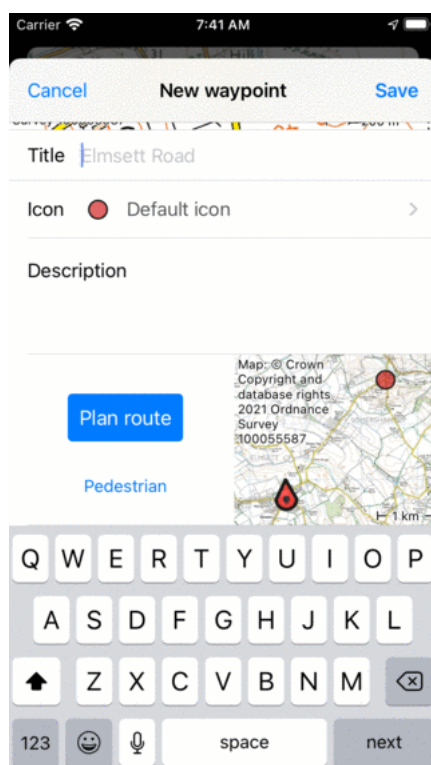 Carrier 7:41 AM
Cancel New waypoint Save
Title Elmsett Road
Icon Default icon
Description
Map: © Crown
Copyright and
database rights
2021 Ordnance
Survey
100055587
Plan route
Pedestrian
1 km
Q W E R T Y U I O P
A S D F G H J K L
Z X C V B N M
123 space next